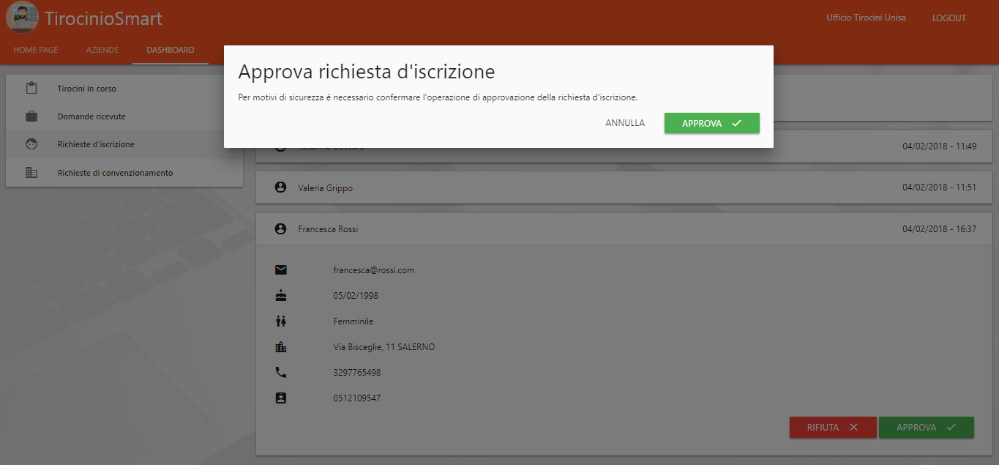 TirocinioSmart
Ufficio Tirocini Unisa
LOGOUT
HOME PAGE
AZIENDE
DASHBOARD
Approva richiesta d'iscrizione
Per motivi di sicurezza è necessario confermare l'operazione di approvazione della richiesta d'iscrizione.
ANNULLA
APPROVA
Tirocini in corso
Domande ricevute
Richieste d'iscrizione
Richieste di convenzionamento
04/02/2018 - 11:49
Valeria Grippo
04/02/2018 - 11:51
Francesca Rossi
04/02/2018 - 16:37
francesca@rossi.com
05/02/1998
Femminile
Via Bisceglie, 11 SALERNO
3297765498
0512109547
RIFIUTA
APPROVA